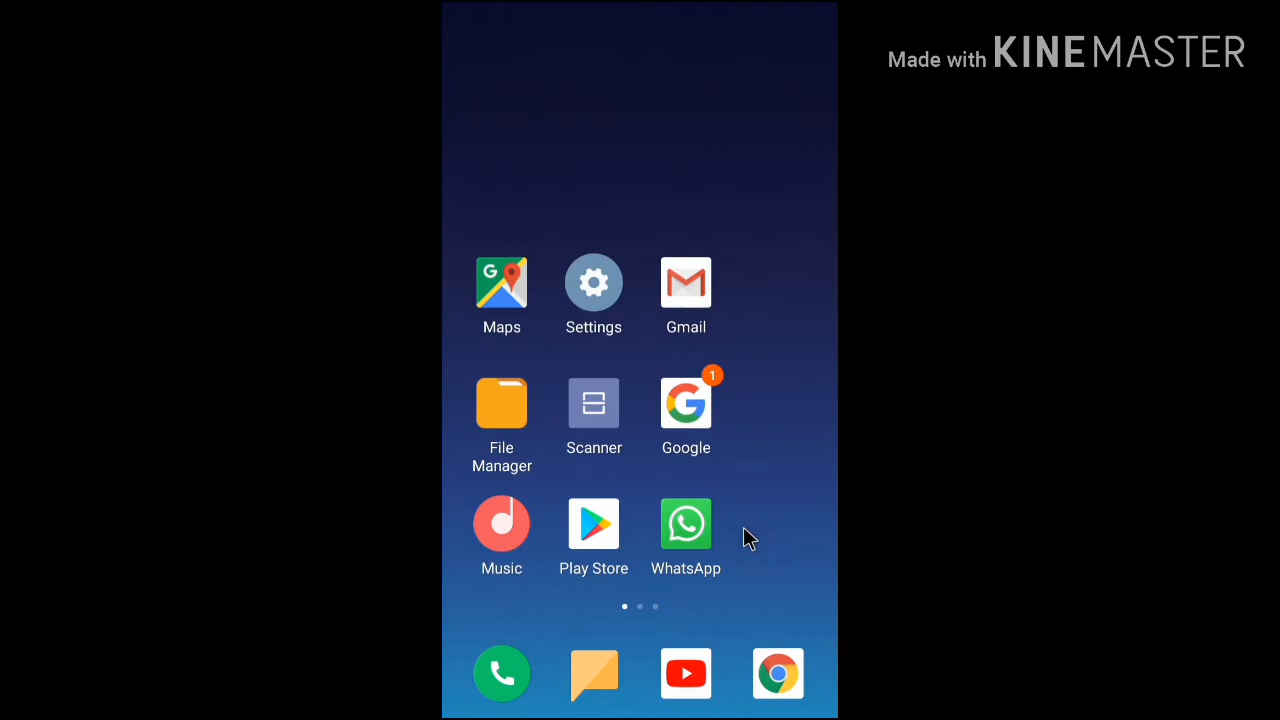 Made with KINEMASTER
G
Maps
Settings
Gmail
1
File
Manager
Scanner
Google
Music
Play Store
WhatsApp